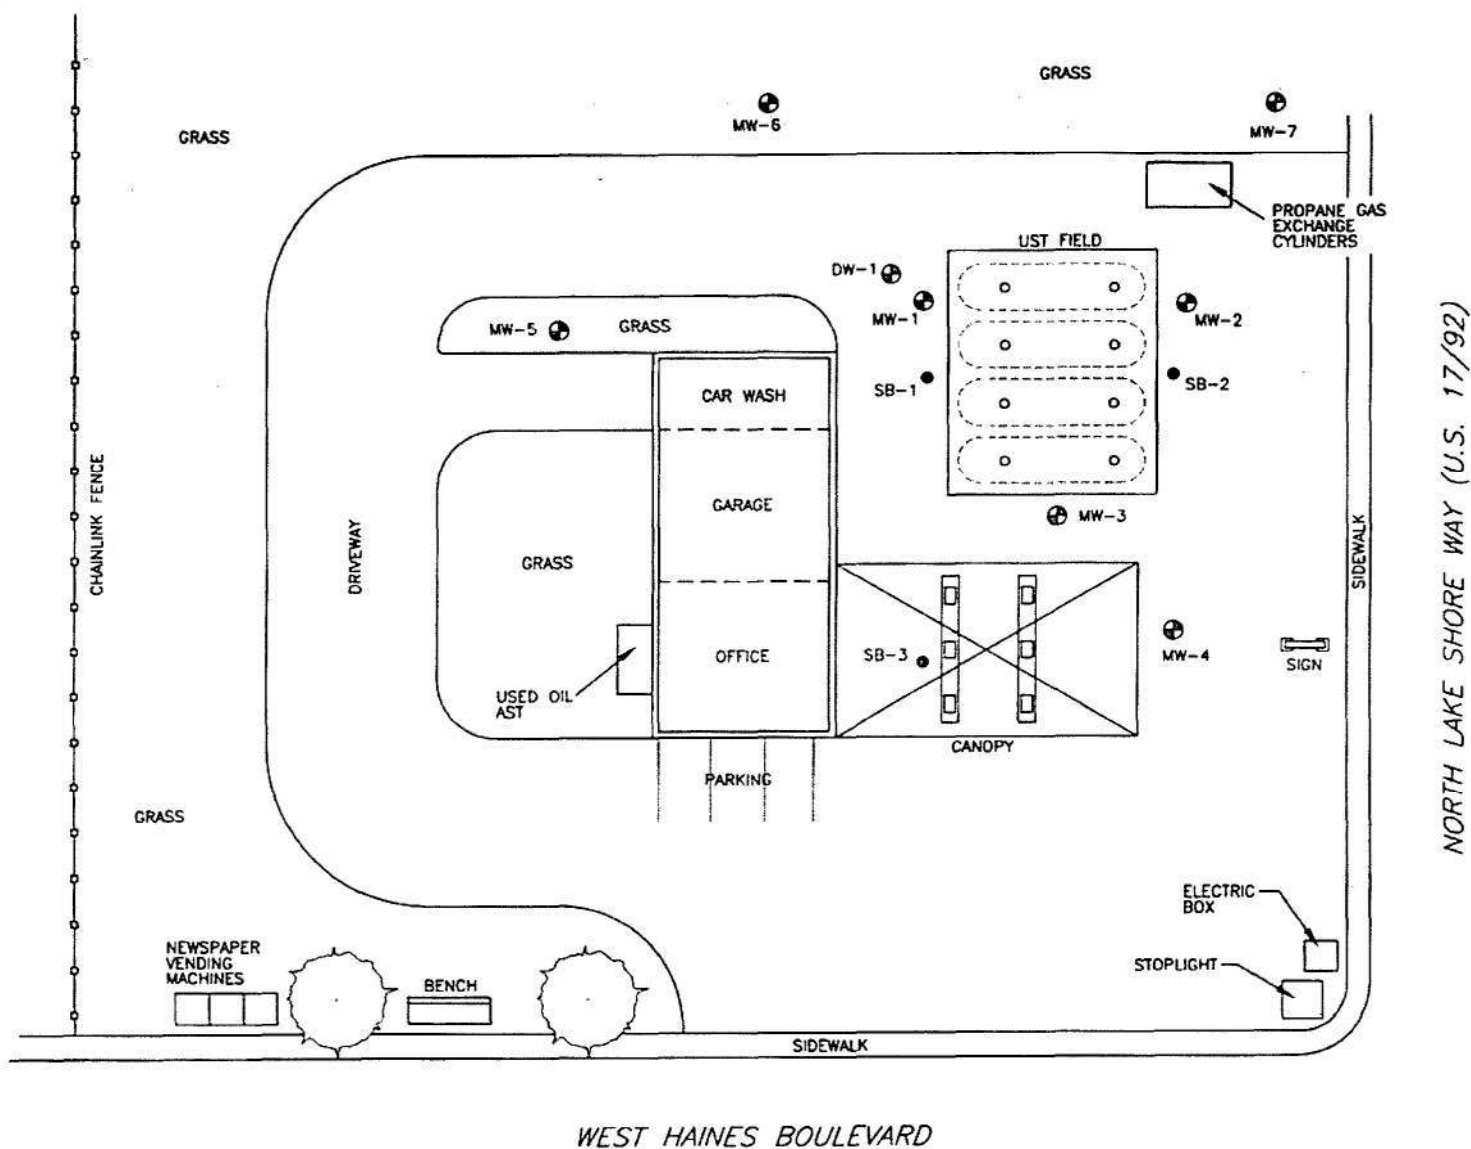 GRASS
MW-6
MW-7
GRASS
PROPANE GAS
EXCHANGE
CYLINDERS
UST FIELD
DW-1
MW-1
MW-2
MW-5
GRASS
SB-1
SB-2
CAR WASH
GARAGE
MW-3
CHAINLINK FENCE
DRIVEWAY
GRASS
SIDEWALK
NORTH LAKE SHORE WAY (U.S. 17/92)
OFFICE
SB-3
MW-4
SIGN
USED OIL
AST
CANOPY
PARKING
GRASS
ELECTRIC
BOX
STOPLIGHT
NEWSPAPER
VENDING
MACHINES
BENCH
SIDEWALK
WEST HAINES BOULEVARD